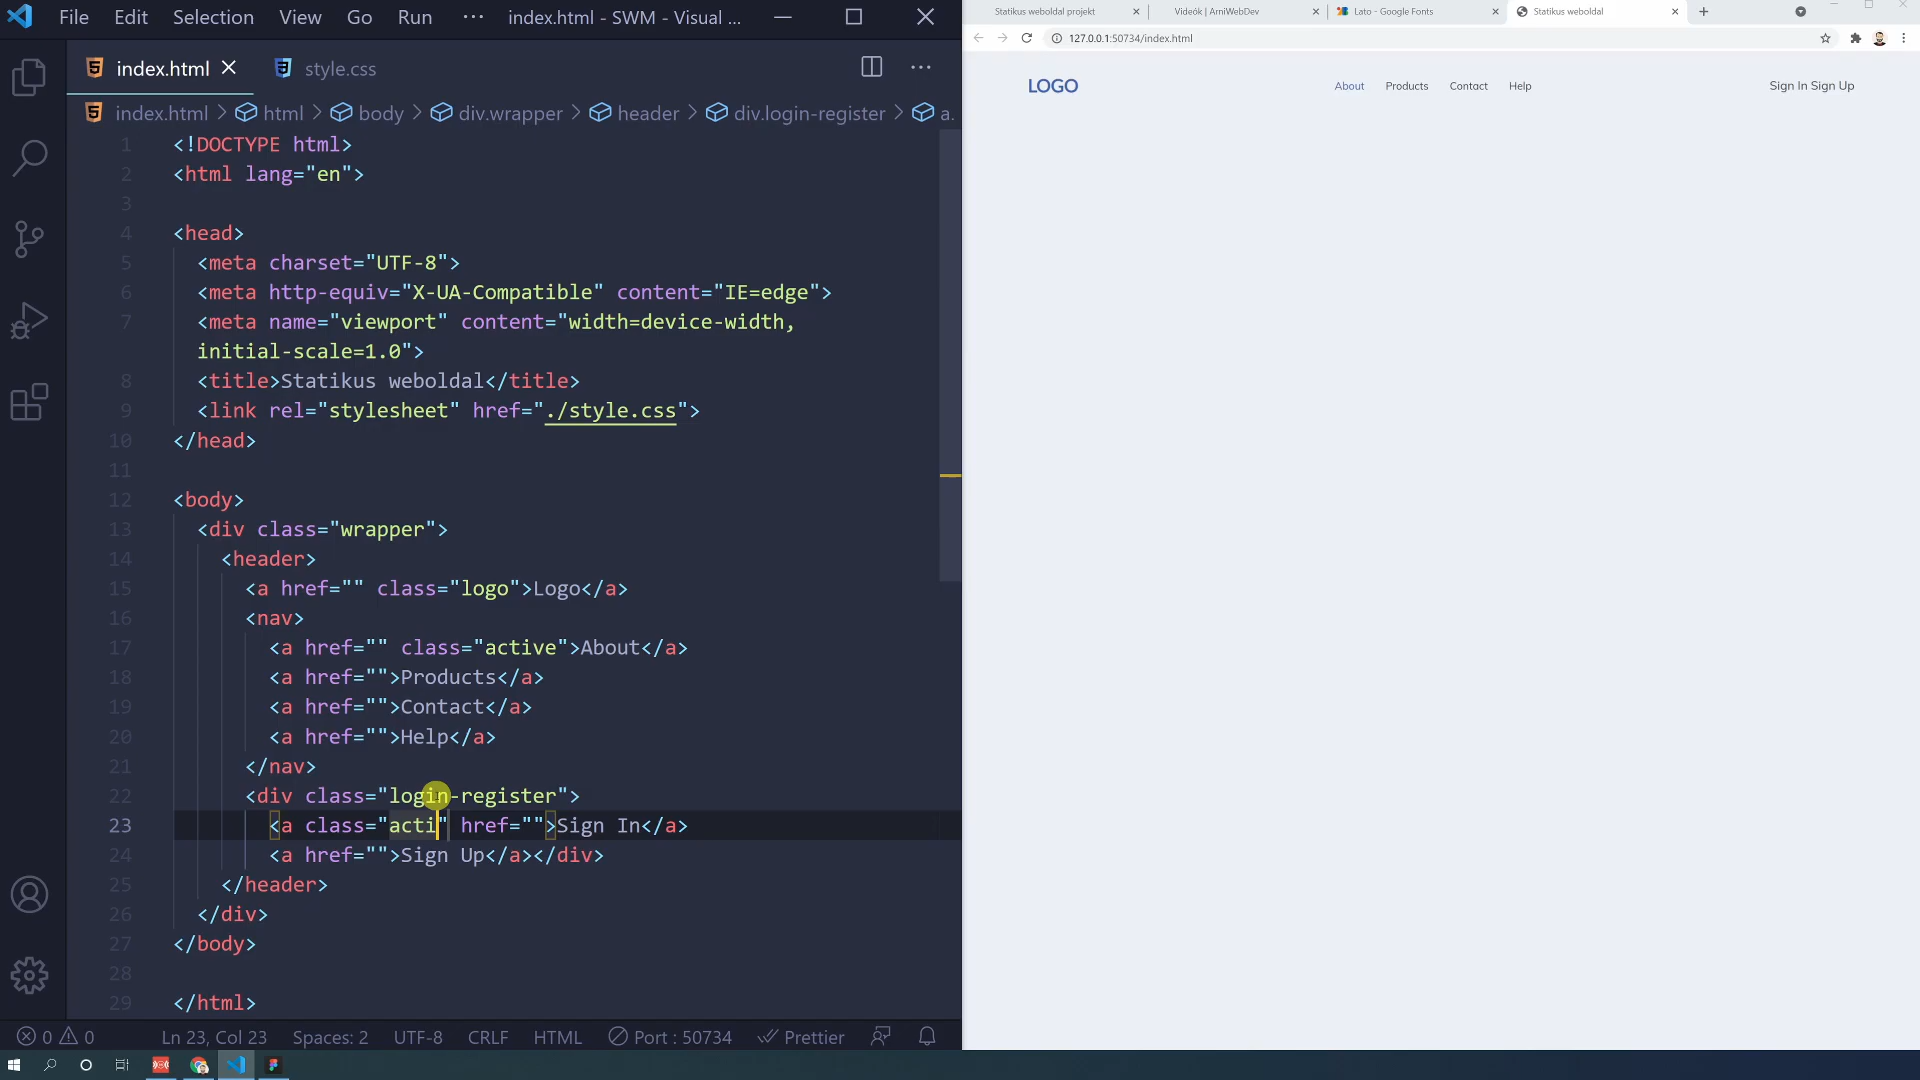 File Edit Selection View Go Run ··· index.html - SWM - Visual ...
index.html style.css
index.html > html > body > div.wrapper > header > div.login-register > a.
1 <!DOCTYPE html>
2 <html lang="en">
3
4 <head>
5 <meta charset="UTF-8">
6 <meta http-equiv="X-UA-Compatible" content="IE=edge">
7 <meta name="viewport" content="width=device-width,
initial-scale=1.0">
8 <title>Statikus weboldal</title>
9 <link rel="stylesheet" href="./style.css">
10 </head>
11
12 <body>
13 <div class="wrapper">
14 <header>
15 <a href="" class="logo">Logo</a>
16 <nav>
17 <a href="" class="active">About</a>
18 <a href="">Products</a>
19 <a href="">Contact</a>
20 <a href="">Help</a>
21 </nav>
22 <div class="login-register">
23 <a class="acti" href="">Sign In</a>
24 <a href="">Sign Up</a></div>
25 </header>
26 </div>
27 </body>
28
29 </html>
0 0 Ln 23, Col 23 Spaces: 2 UTF-8 CRLF HTML Port : 50734 Prettier
Statikus weboldal projekt Videók | ArniWebDev Lato - Google Fonts Statikus weboldal
127.0.0.1:50734/index.html
LOGO About Products Contact Help Sign In Sign Up